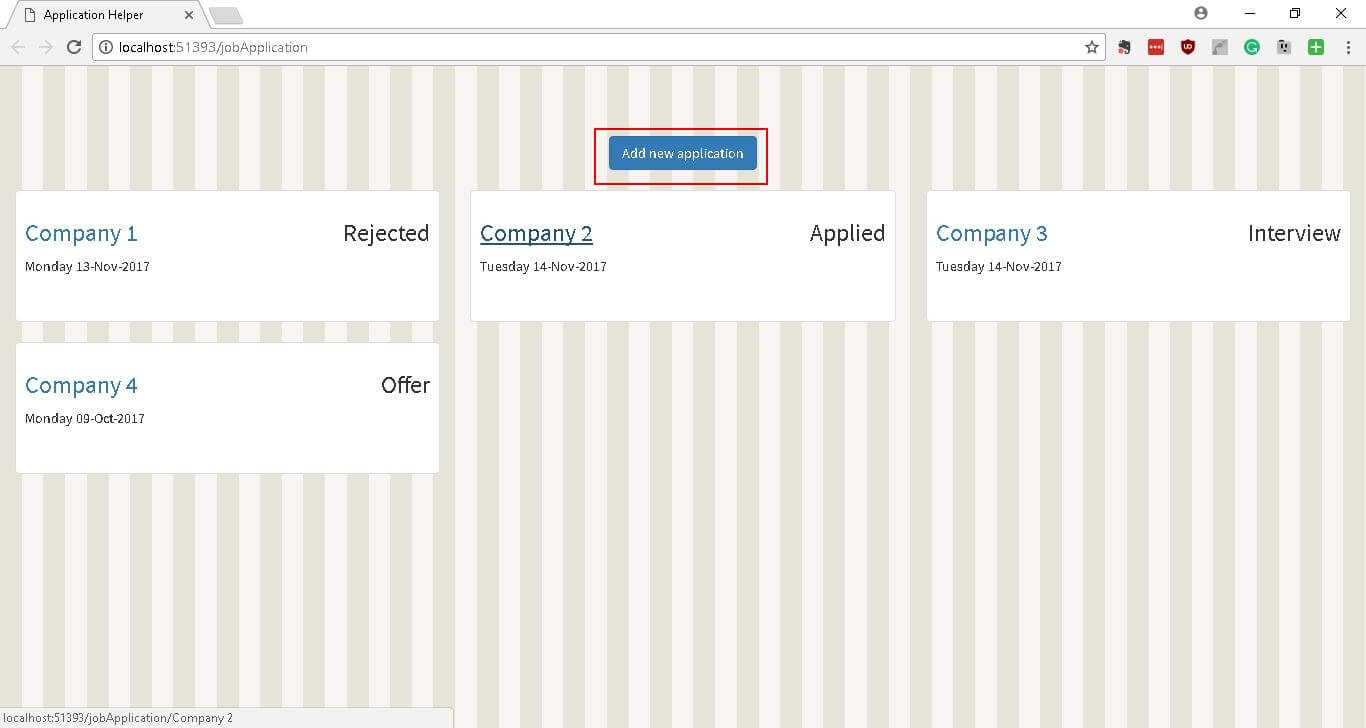 Application Helper
localhost:51393/jobApplication
Add new application
Company 1 Rejected
Monday 13-Nov-2017
Company 2 Applied
Tuesday 14-Nov-2017
Company 3 Interview
Tuesday 14-Nov-2017
Company 4 Offer
Monday 09-Oct-2017
localhost:51393/jobApplication/Company 2